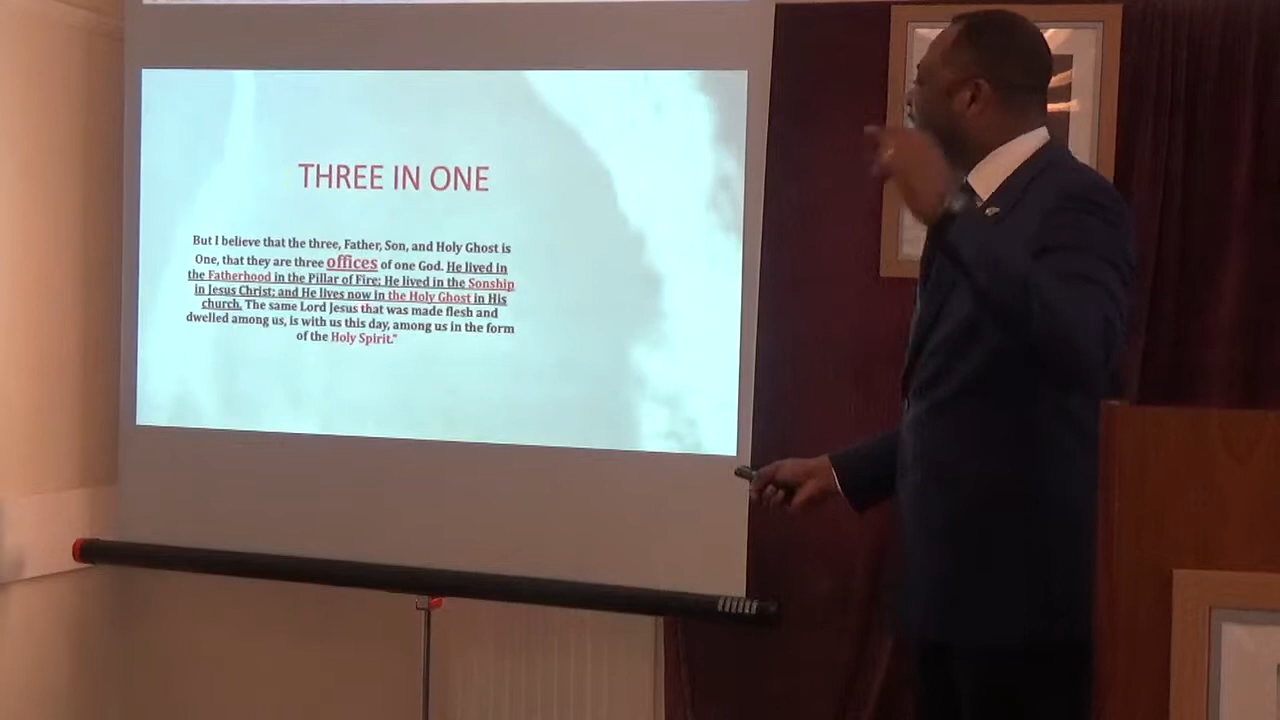 THREE IN ONE
But I believe that the three, Father, Son, and Holy Ghost is
One, that they are three offices of one God. He lived in
the Fatherhood in the Pillar of Fire; He lived in the Sonship
in Jesus Christ; and He lives now in the Holy Ghost in His
church. The same Lord Jesus that was made flesh and
dwelled among us, is with us this day, among us in the form
of the Holy Spirit."